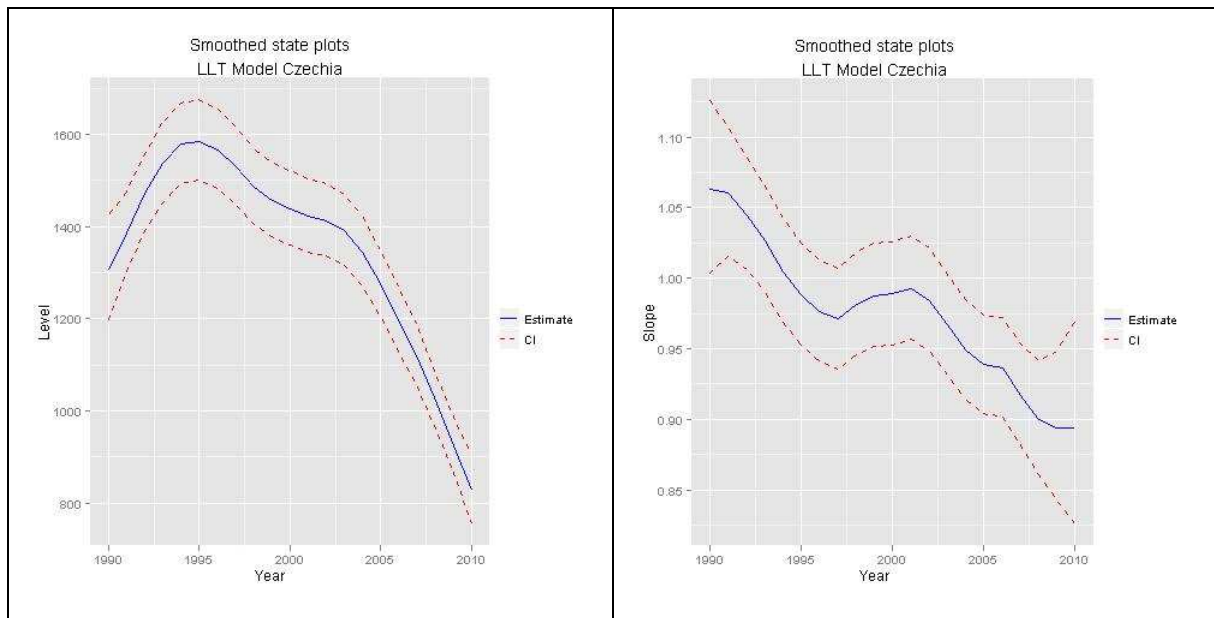 Smoothed state plots
LLT Model Czechia
1600
1400
1200
1000
800
Level
1990
1995
2000
2005
2010
Year
Estimate
CI
Smoothed state plots
LLT Model Czechia
1.10
1.05
1.00
0.95
0.90
0.85
Slope
1990
1995
2000
2005
2010
Year
Estimate
CI